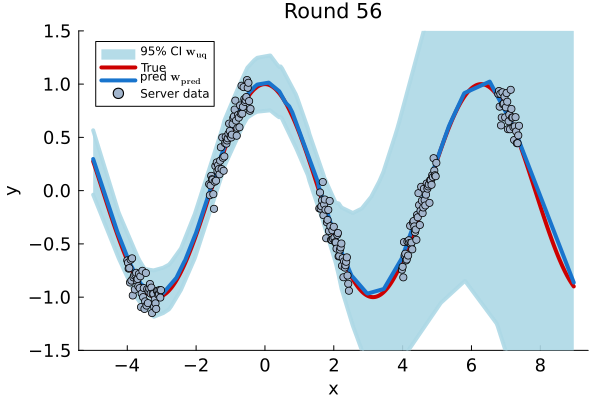 Round 56
95% CI w_uq
True
pred w_pred
Server data
1.5
1.0
0.5
0.0
−0.5
−1.0
−1.5
y
−4 −2 0 2 4 6 8
x